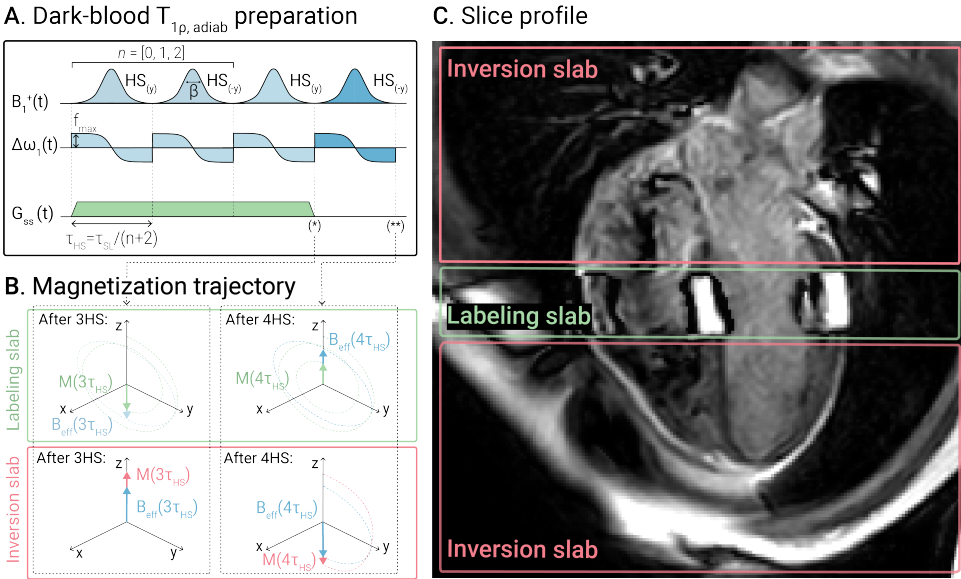 A. Dark-blood T1ρ, adiab preparation
n = [0, 1, 2]
HS(y)
HS(-y)
HS(y)
HS(-y)
β
B1+(t)
fmax
Δω1(t)
Gss(t)
(*)
(**)
τHS=τSL/(n+2)
B. Magnetization trajectory
Labeling slab
After 3HS:
z
M(3τHS)
x
y
Beff(3τHS)
After 4HS:
z
Beff(4τHS)
M(4τHS)
x
y
Inversion slab
After 3HS:
z
M(3τHS)
Beff(3τHS)
x
y
After 4HS:
z
Beff(4τHS)
x
y
M(4τHS)
C. Slice profile
Inversion slab
Labeling slab
Inversion slab